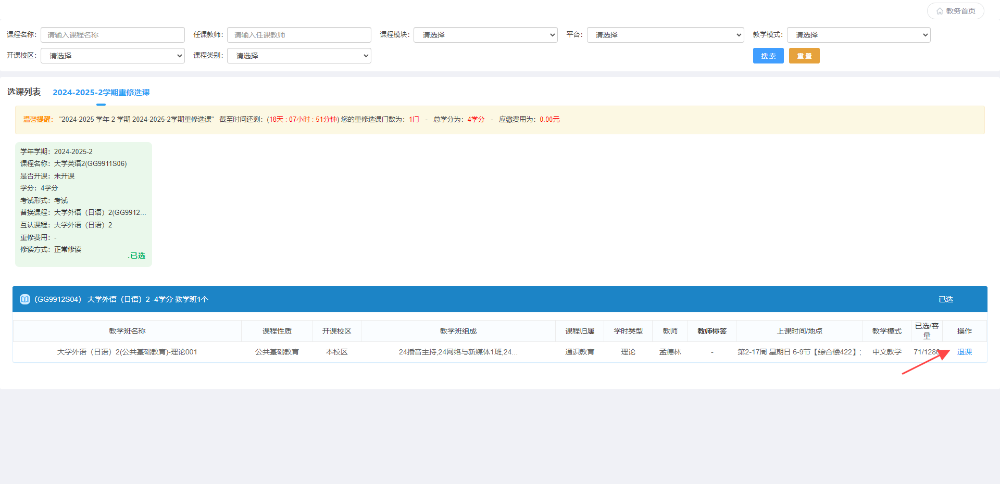 教务首页
课程名称: 请输入课程名称 任课教师: 请输入任课教师 课程模块: 请选择 平台: 请选择 教学模式: 请选择
开课校区: 请选择 课程类别: 请选择 搜 索 重 置
选课列表 2024-2025-2学期重修选课
温馨提醒： "2024-2025 学年 2 学期 2024-2025-2学期重修选课" 截至时间还剩：(18天 : 07小时 : 51分钟) 您的重修选课门数为：1门 - 总学分为：4学分 - 应缴费用为：0.00元
学年学期：2024-2025-2
课程名称：大学英语2(GG9911S06)
是否开课：未开课
学分：4学分
考试形式：考试
替换课程：大学外语（日语）2(GG9912...
互认课程：大学外语（日语）2
重修费用：-
修读方式：正常修读
.已选
（GG9912S04） 大学外语（日语）2 -4学分 教学班1个 已选
教学班名称 课程性质 开课校区 教学班组成 课程归属 学时类型 教师 教师标签 上课时间/地点 教学模式 已选/容量 操作
大学外语（日语）2(公共基础教育)-理论001 公共基础教育 本校区 24播音主持,24网络与新媒体1班,24... 通识教育 理论 孟德林 - 第2-17周 星期日 6-9节【综合楼422】; 中文教学 71/1280 退课